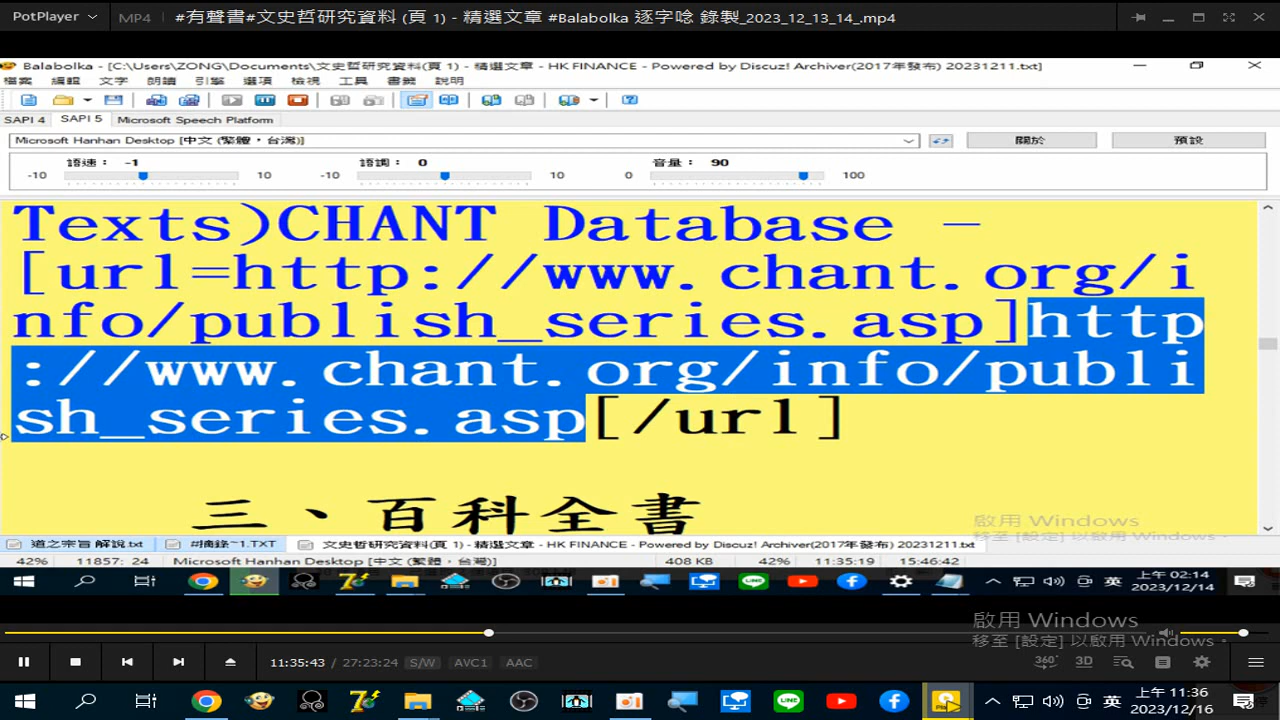 PotPlayer MP4 #有聲書#文史哲研究資料 (頁 1) - 精選文章 #Balabolka 逐字唸 錄製_2023_12_13_14_.mp4
Balabolka - [C:\Users\ZONG\Documents\文史哲研究資料(頁 1) - 精選文章 - HK FINANCE - Powered by Discuz! Archiver(2017年發布) 20231211.txt]
檔案 編輯 文字 朗讀 引擎 選項 檢視 工具 書籤 說明
SAPI 4 SAPI 5 Microsoft Speech Platform
Microsoft Hanhan Desktop [中文 (繁體，台灣)] 關於 預設
語速： -1 語調： 0 音量： 90
-10 10 -10 10 0 100
Texts)CHANT Database -
[url=http://www.chant.org/i
nfo/publish_series.asp]http
://www.chant.org/info/publi
sh_series.asp[/url]
三、百科全書
啟用 Windows
移至 [設定] 以啟用 Windows。
道之宗旨 解說.txt #摘錄~1.TXT 文史哲研究資料(頁 1) - 精選文章 - HK FINANCE - Powered by Discuz! Archiver(2017年發布) 20231211.txt
42% 11857: 24 Microsoft Hanhan Desktop [中文 (繁體，台灣)] 408 KB 42% 11:35:19 15:46:42
英 上午 02:14
2023/12/14
啟用 Windows
移至 [設定] 以啟用 Windows。
11:35:43 / 27:23:24 S/W AVC1 AAC 360° 3D
英 上午 11:36
2023/12/16